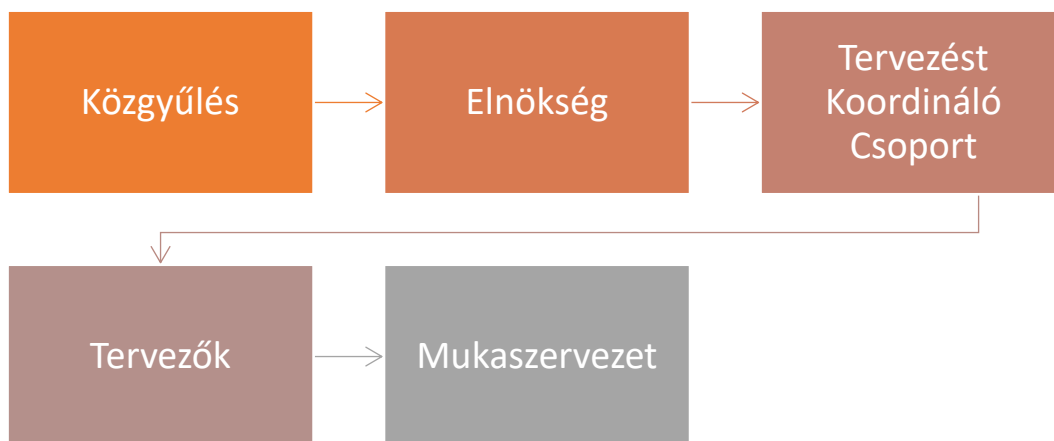 Közgyűlés
Elnökség
Tervezést
Koordináló
Csoport
Tervezők
Mukaszervezet